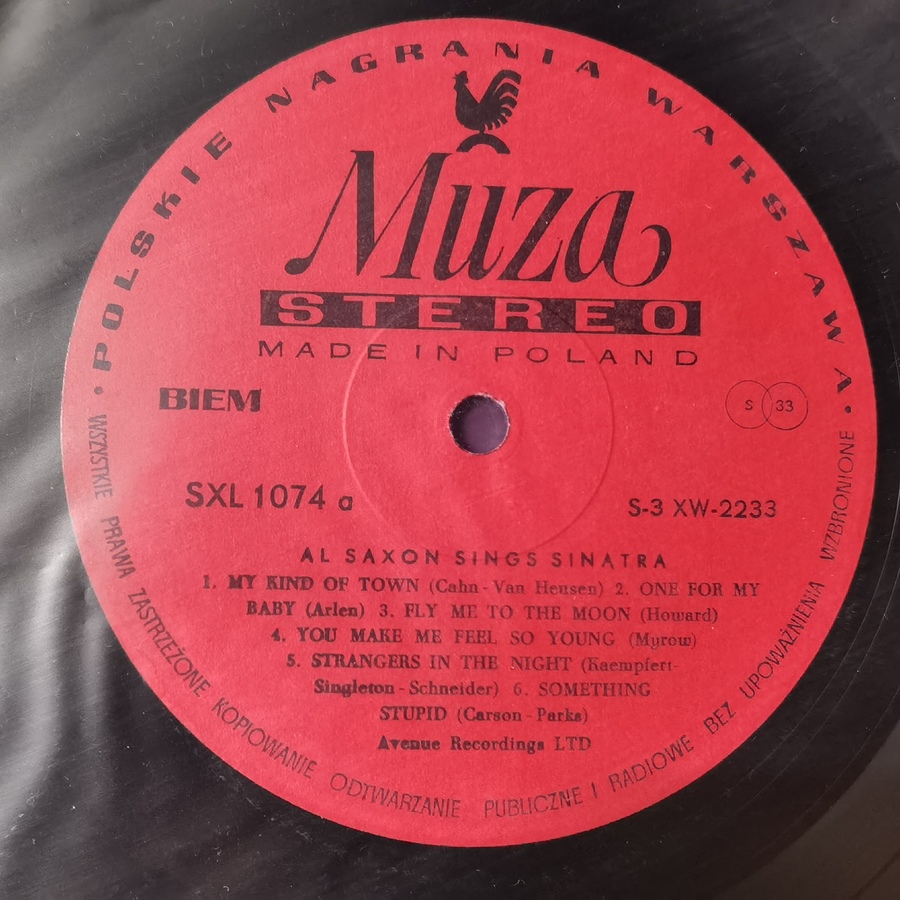 POLSKIE NAGRANIA WARSZAWA
Muza
STEREO
MADE IN POLAND
BIEM
S 33
SXL 1074 a
S-3 XW-2233
AL SAXON SINGS SINATRA
1. MY KIND OF TOWN (Cahn - Van Heusen) 2. ONE FOR MY
BABY (Arlen) 3. FLY ME TO THE MOON (Howard)
4. YOU MAKE ME FEEL SO YOUNG (Myrow)
5. STRANGERS IN THE NIGHT (Kaempfert-
Singleton - Schneider) 6. SOMETHING
STUPID (Carson - Parks)
Avenue Recordings LTD
WSZYSTKIE PRAWA ZASTRZEŻONE KOPIOWANIE ODTWARZANIE PUBLICZNE I RADIOWE BEZ UPOWAŻNIENIA WZBRONIONE